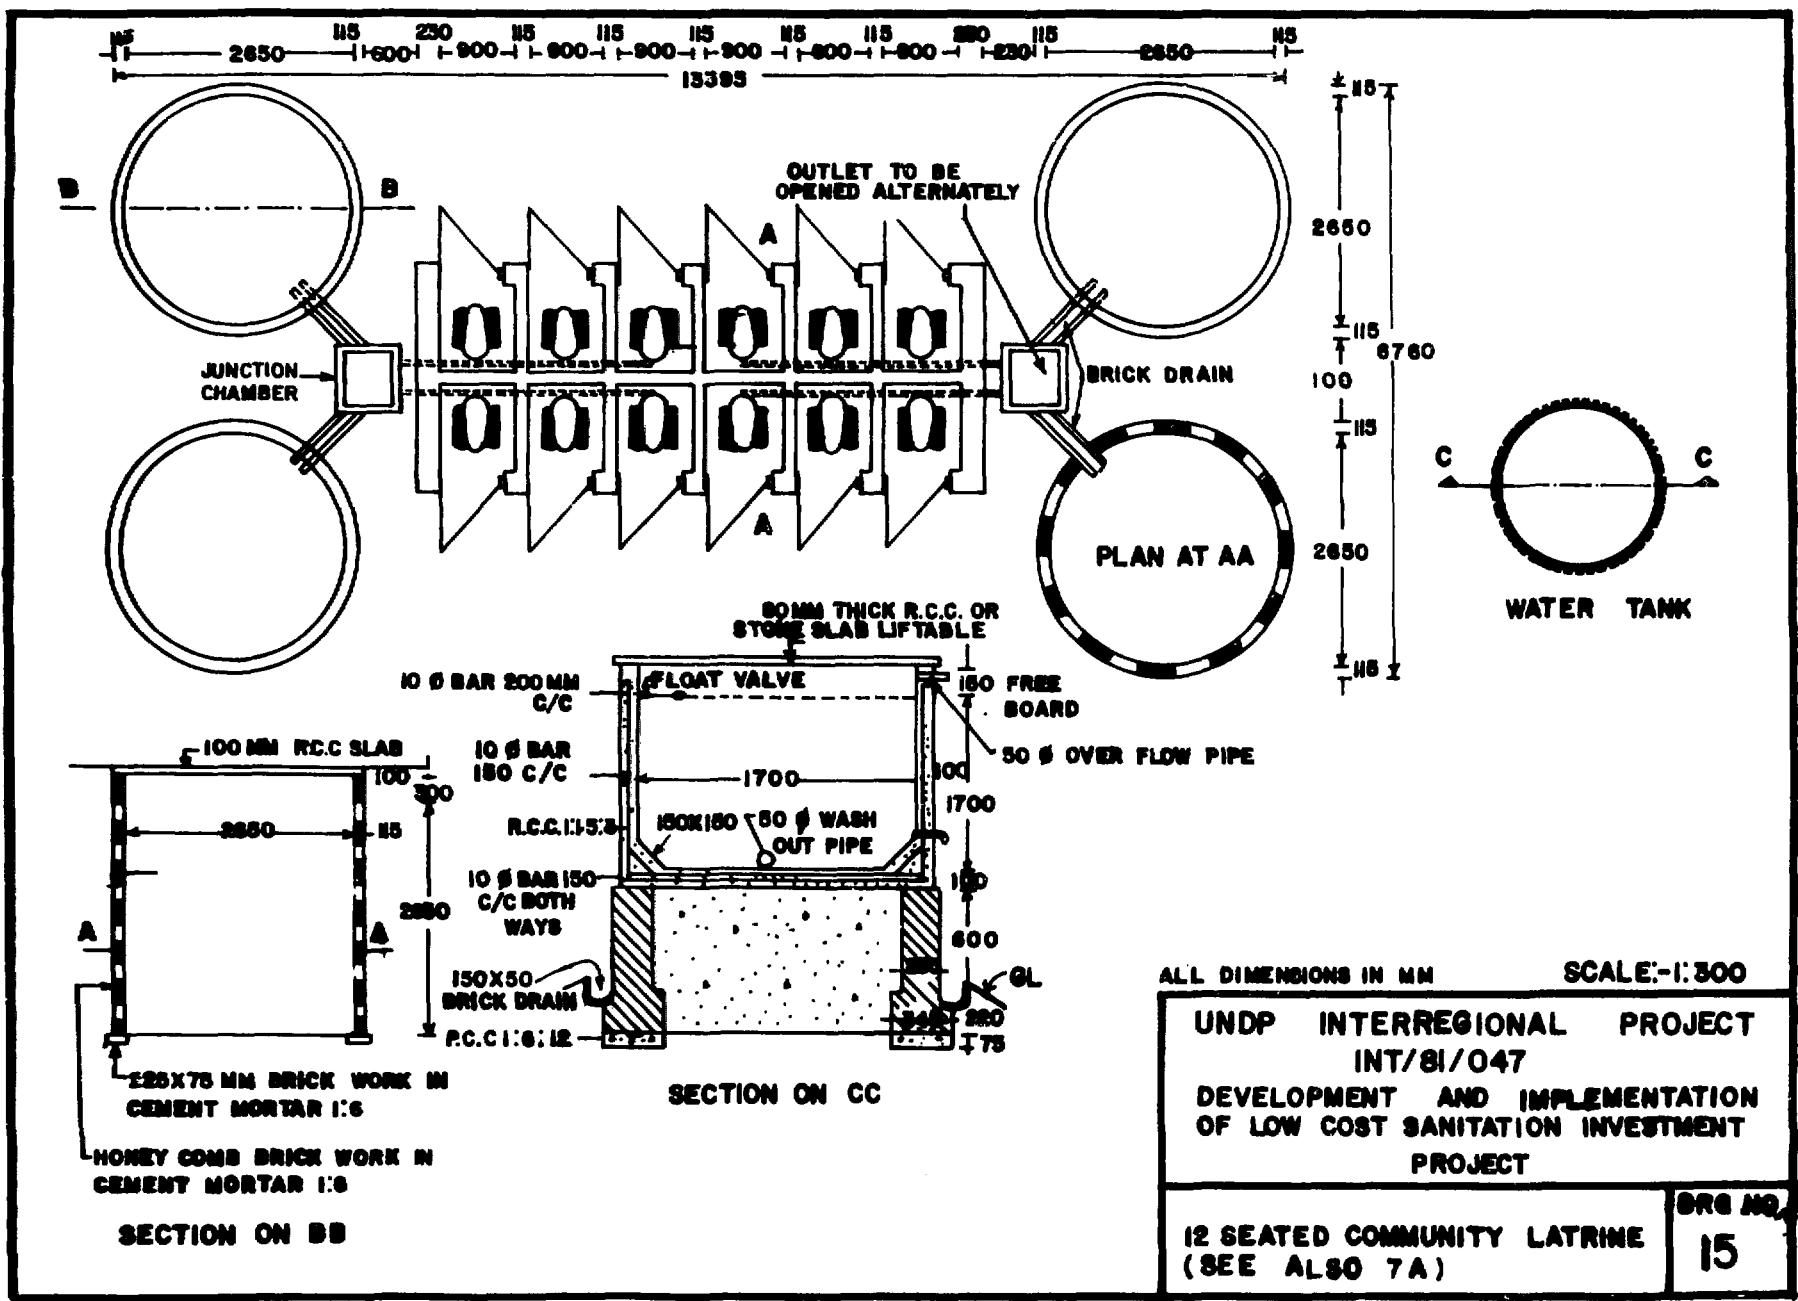 115 115 230 115 115 115 115 115 115 115
2650 600 900 900 900 900 900 900 230 2650
13395
B B
OUTLET TO BE
OPENED ALTERNATELY
A
115
2650
115
6760
100
115
2650
115
JUNCTION
CHAMBER
BRICK DRAIN
A
PLAN AT AA
C C
WATER TANK
80 MM THICK R.C.C. OR
STONE SLAB LIFTABLE
10 Ø BAR 200 MM
C/C
FLOAT VALVE
150 FREE
BOARD
50 Ø OVER FLOW PIPE
10 Ø BAR
150 C/C
1700
100
1700
R.C.C. 1:1.5:3
150X150
50 Ø WASH
OUT PIPE
10 Ø BAR 150
C/C BOTH
WAYS
600
150X50
BRICK DRAIN
GL
220
P.C.C 1:6:12
75
SECTION ON CC
100 MM R.C.C SLAB
100
300
2650
115
2650
A A
225X75 MM BRICK WORK IN
CEMENT MORTAR 1:6
HONEY COMB BRICK WORK IN
CEMENT MORTAR 1:6
SECTION ON BB
ALL DIMENSIONS IN MM
SCALE:-1:300
UNDP INTERREGIONAL PROJECT
INT/81/047
DEVELOPMENT AND IMPLEMENTATION
OF LOW COST SANITATION INVESTMENT
PROJECT
12 SEATED COMMUNITY LATRINE
(SEE ALSO 7A)
DRG NO.
15